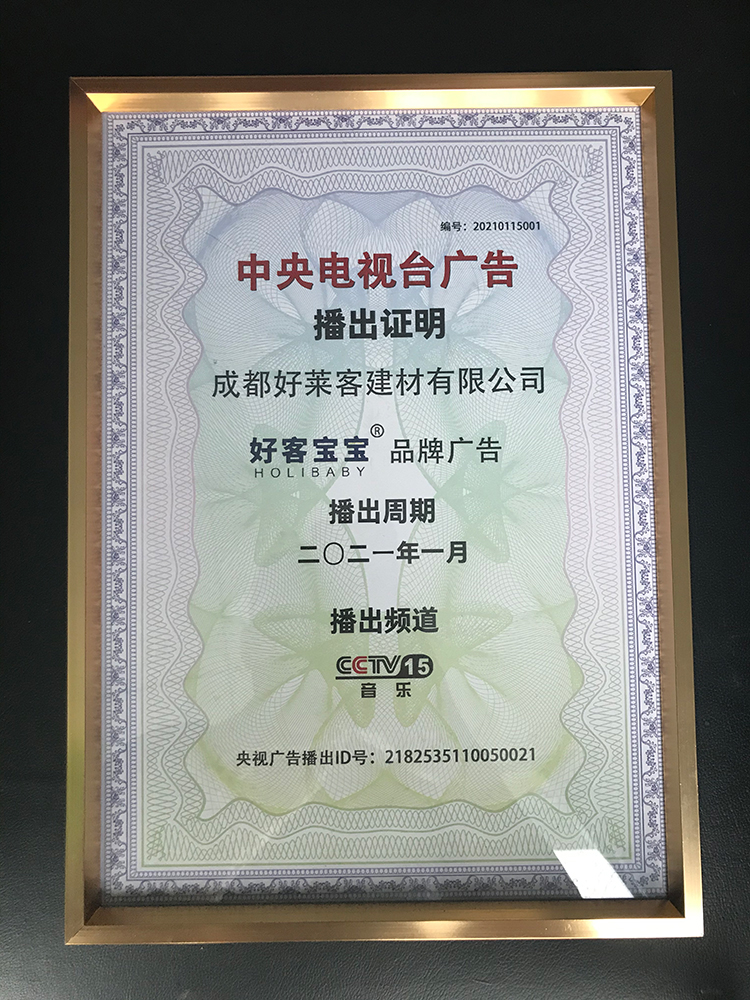 编号：20210115001
中央电视台广告
播出证明
成都好莱客建材有限公司
好客宝宝® 品牌广告
HOLIBABY
播出周期
二〇二一年一月
播出频道
CCTV 15
音乐
央视广告播出ID号：2182535110050021